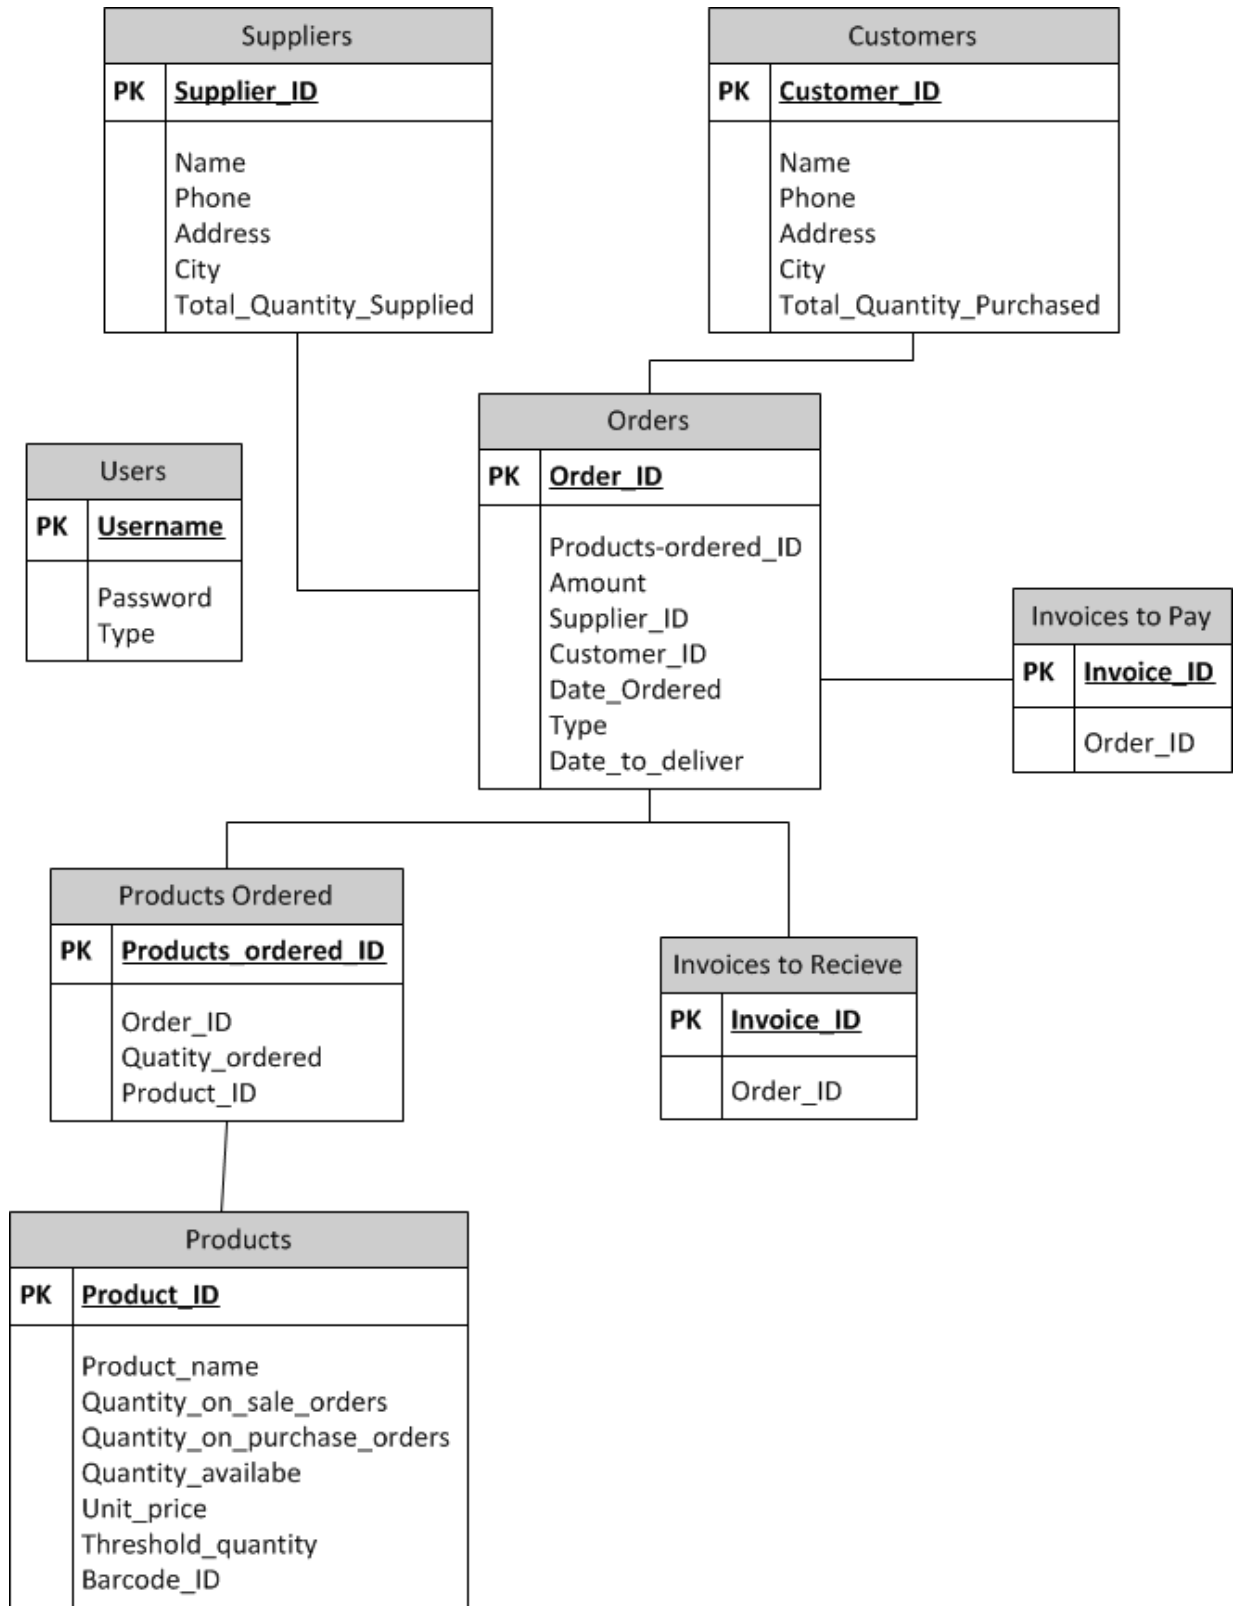 Suppliers
PK Supplier_ID
Name
Phone
Address
City
Total_Quantity_Supplied
Customers
PK Customer_ID
Name
Phone
Address
City
Total_Quantity_Purchased
Users
PK Username
Password
Type
Orders
PK Order_ID
Products-ordered_ID
Amount
Supplier_ID
Customer_ID
Date_Ordered
Type
Date_to_deliver
Invoices to Pay
PK Invoice_ID
Order_ID
Products Ordered
PK Products_ordered_ID
Order_ID
Quatity_ordered
Product_ID
Invoices to Recieve
PK Invoice_ID
Order_ID
Products
PK Product_ID
Product_name
Quantity_on_sale_orders
Quantity_on_purchase_orders
Quantity_availabe
Unit_price
Threshold_quantity
Barcode_ID